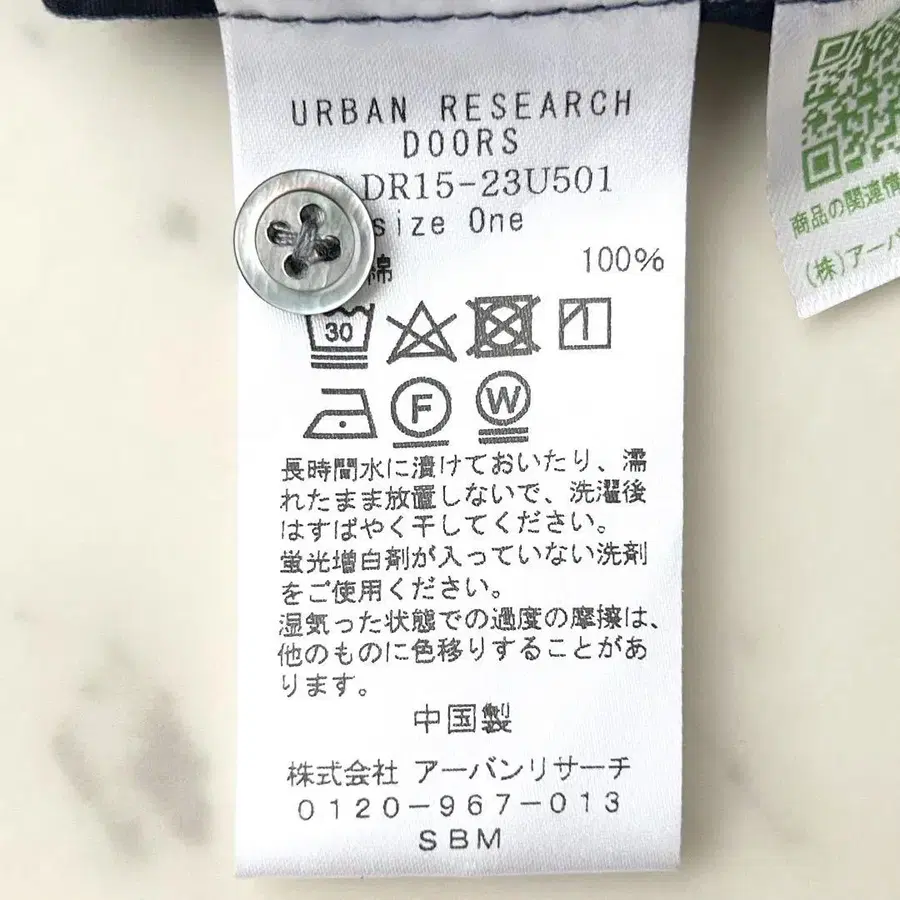 URBAN RESEARCH
DOORS
DR15-23U501
size One
綿 100%
30
F
W
長時間水に漬けておいたり、濡
れたまま放置しないで、洗濯後
はすばやく干してください。
蛍光増白剤が入っていない洗剤
をご使用ください。
湿気った状態での過度の摩擦は、
他のものに色移りすることがあ
ります。
中国製
株式会社 アーバンリサーチ
0120-967-013
SBM
商品の関連情
(株)アーバ